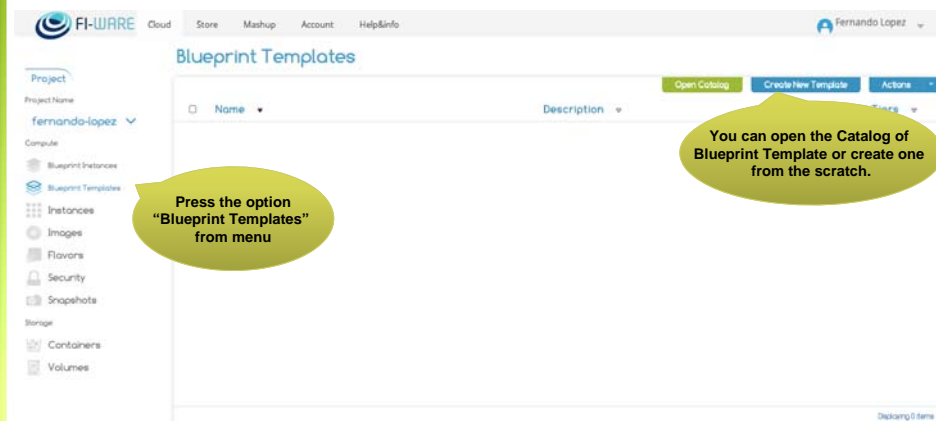 FI-WARE Cloud Store Mashup Account Help&info Fernando Lopez
Blueprint Templates
Project
Project Name
fernando-lopez
Compute
Blueprint Instances
Blueprint Templates
Instances
Images
Flavors
Security
Snapshots
Storage
Containers
Volumes
Open Catalog Create New Template Actions
Name Description Tiers
You can open the Catalog of
Blueprint Template or create one
from the scratch.
Press the option
“Blueprint Templates”
from menu
Displaying 0 items